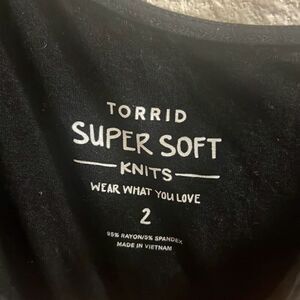 TORRID
SUPER SOFT
KNITS
WEAR WHAT YOU LOVE
2
95% RAYON/5% SPANDEX
MADE IN VIETNAM